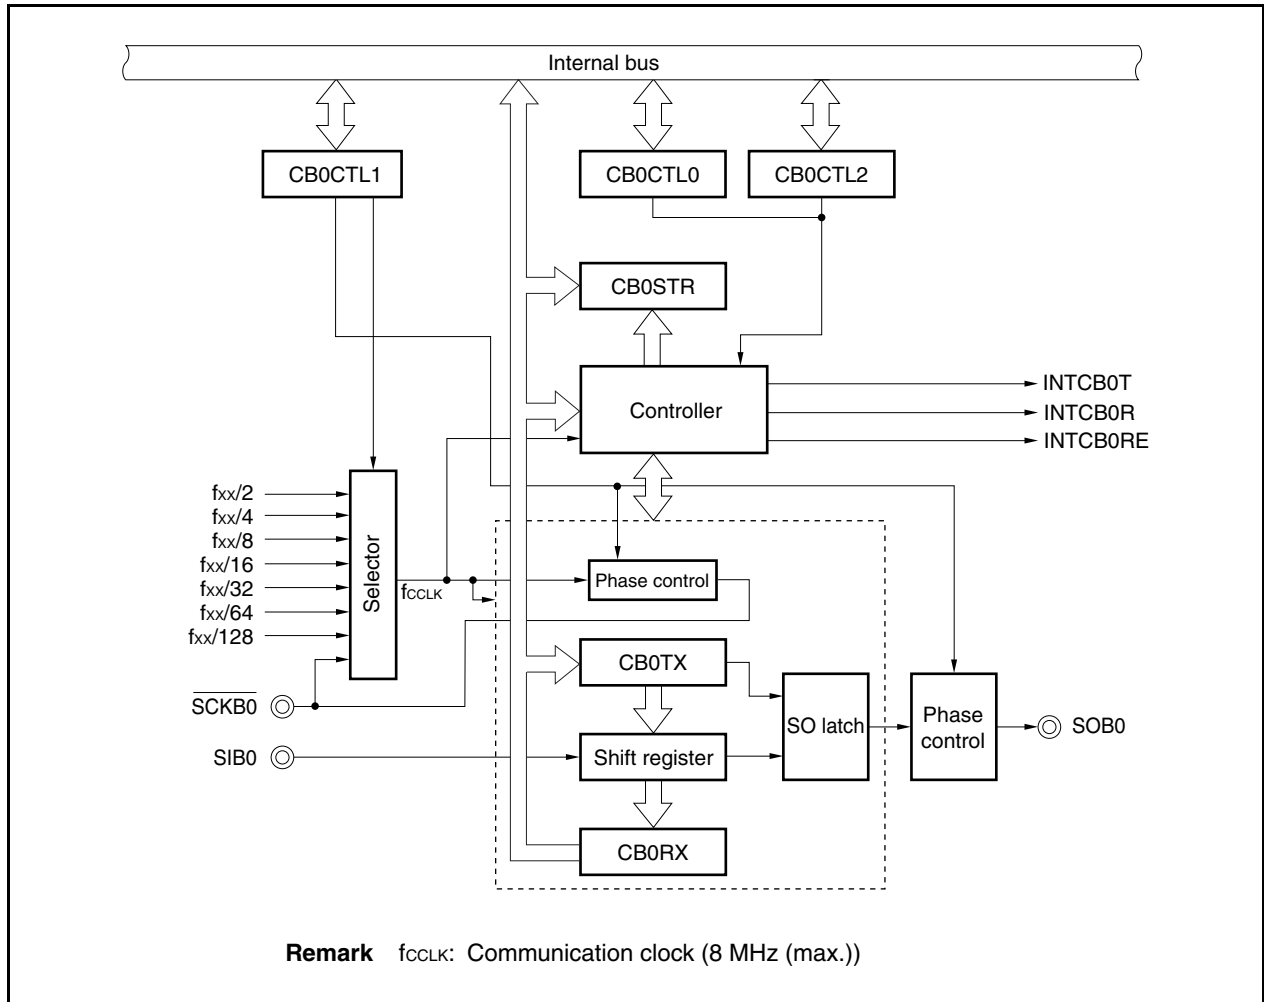 Internal bus
CB0CTL1
CB0CTL0
CB0CTL2
CB0STR
Controller
INTCB0T
INTCB0R
INTCB0RE
fxx/2
fxx/4
fxx/8
fxx/16
fxx/32
fxx/64
fxx/128
Selector
fCCLK
Phase control
SCKB0
SIB0
CB0TX
Shift register
CB0RX
SO latch
Phase
control
SOB0
Remark fCCLK: Communication clock (8 MHz (max.))